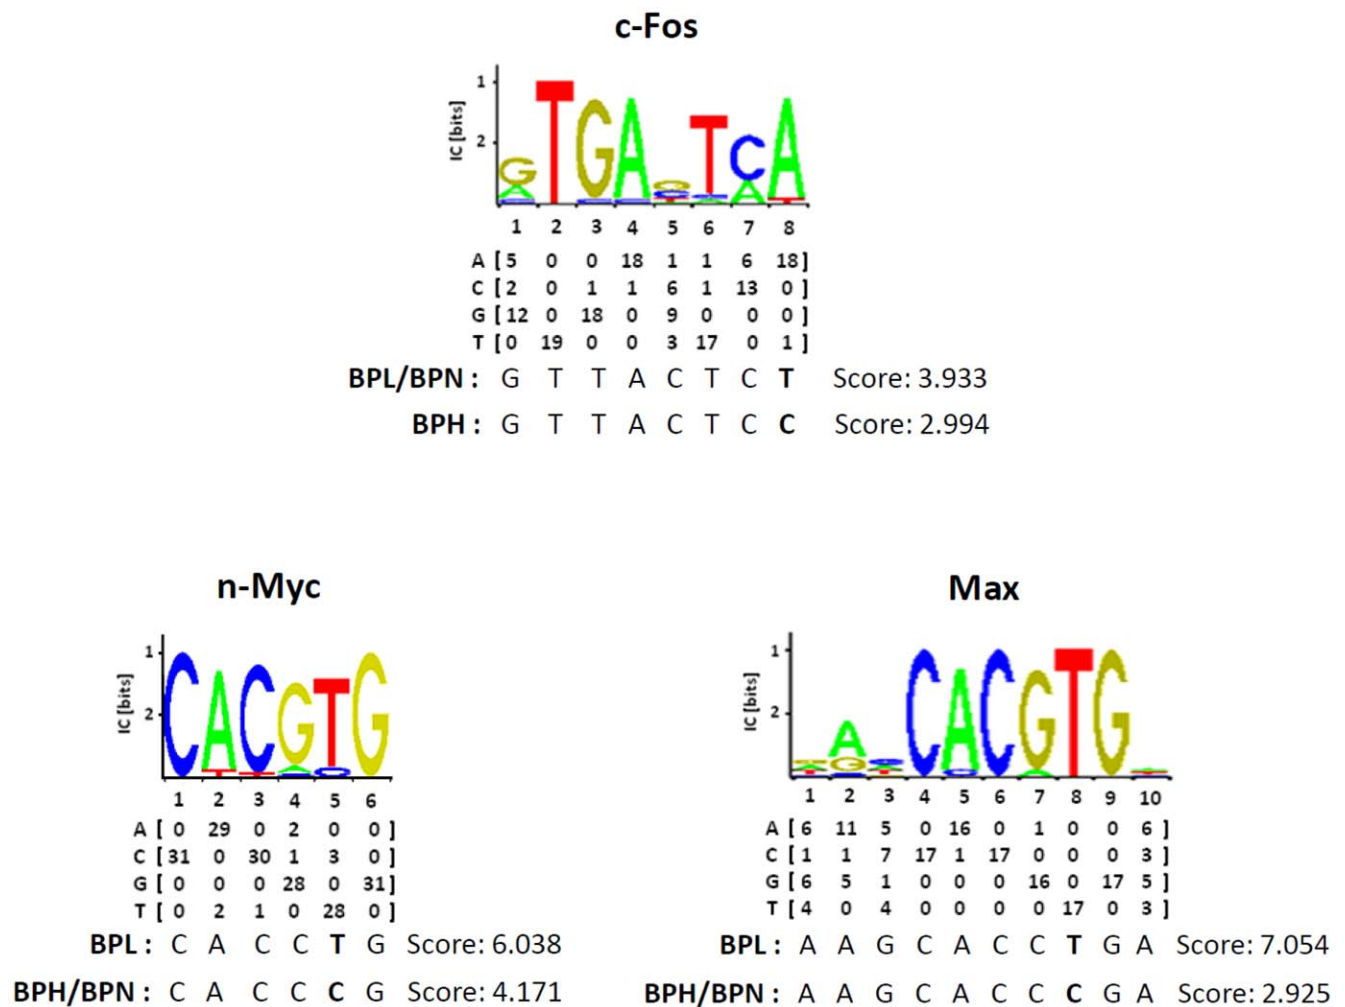 c-Fos
IC [bits]
1
2
1 2 3 4 5 6 7 8
A [ 5 0 0 18 1 1 6 18 ]
C [ 2 0 1 1 6 1 13 0 ]
G [ 12 0 18 0 9 0 0 0 ]
T [ 0 19 0 0 3 17 0 1 ]
BPL/BPN : G T T A C T C T Score: 3.933
BPH : G T T A C T C C Score: 2.994
n-Myc
IC [bits]
1
2
CACGTG
1 2 3 4 5 6
A [ 0 29 0 2 0 0 ]
C [ 31 0 30 1 3 0 ]
G [ 0 0 0 28 0 31 ]
T [ 0 2 1 0 28 0 ]
BPL : C A C C T G Score: 6.038
BPH/BPN : C A C C C G Score: 4.171
Max
IC [bits]
1
2
CACGTG
1 2 3 4 5 6 7 8 9 10
A [ 6 11 5 0 16 0 1 0 0 6 ]
C [ 1 1 7 17 1 17 0 0 0 3 ]
G [ 6 5 1 0 0 0 16 0 17 5 ]
T [ 4 0 4 0 0 0 0 17 0 3 ]
BPL : A A G C A C C T G A Score: 7.054
BPH/BPN : A A G C A C C C G A Score: 2.925